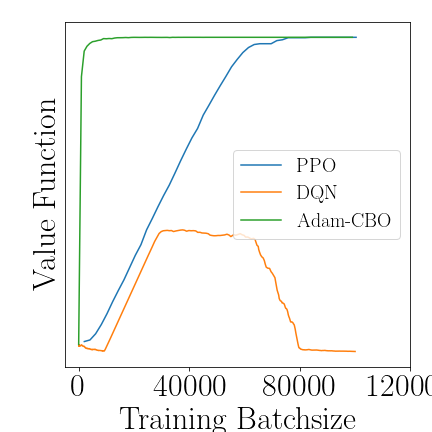 Value Function
PPO
DQN
Adam-CBO
0 40000 80000 12000
Training Batchsize